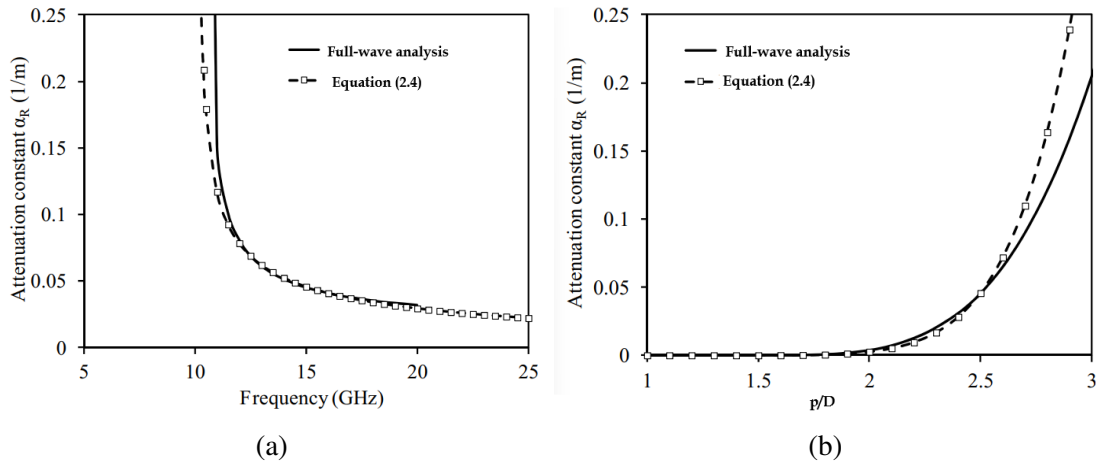 0.25
0.2
0.15
0.1
0.05
0
Attenuation constant αR (1/m)
Full-wave analysis
Equation (2.4)
5 10 15 20 25
Frequency (GHz)
(a)
0.25
0.2
0.15
0.1
0.05
0
Attenuation constant αR (1/m)
Full-wave analysis
Equation (2.4)
1 1.5 2 2.5 3
p/D
(b)